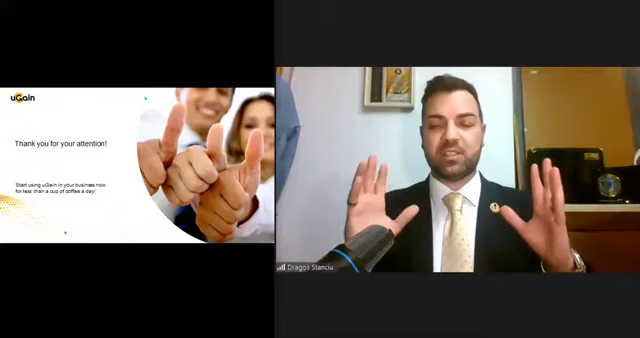 uGain
Thank you for your attention!
Start using uGain in your business now
for less than a cup of coffee a day!
Dragos Stanciu